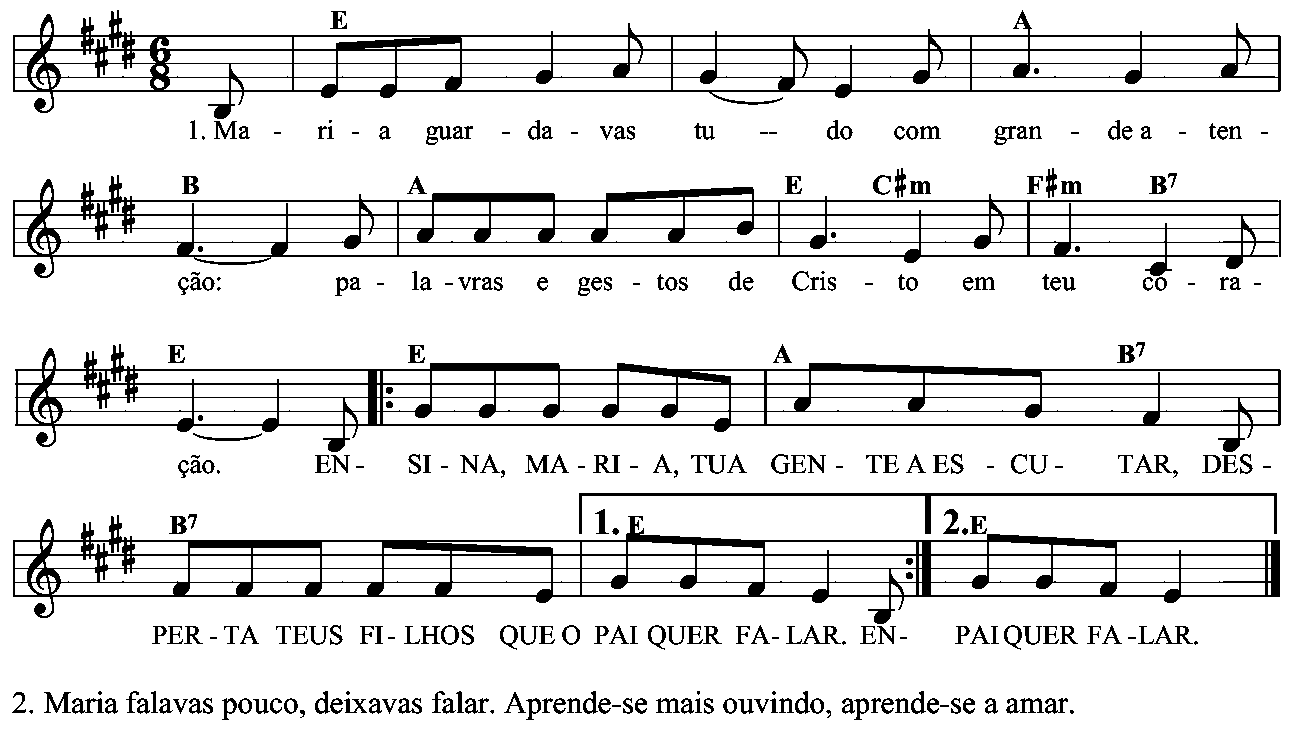 E A
6
8
1. Ma - ri - a guar - da - vas tu -- do com gran - de a - ten -
B A E C♯m F♯m B7
ção: pa - la - vras e ges - tos de Cris - to em teu co - ra -
E E A B7
ção. EN- SI - NA, MA - RI - A, TUA GEN - TE A ES - CU - TAR, DES -
B7 1. E 2. E
PER - TA TEUS FI - LHOS QUE O PAI QUER FA - LAR. EN- PAI QUER FA - LAR.
2. Maria falavas pouco, deixavas falar. Aprende-se mais ouvindo, aprende-se a amar.